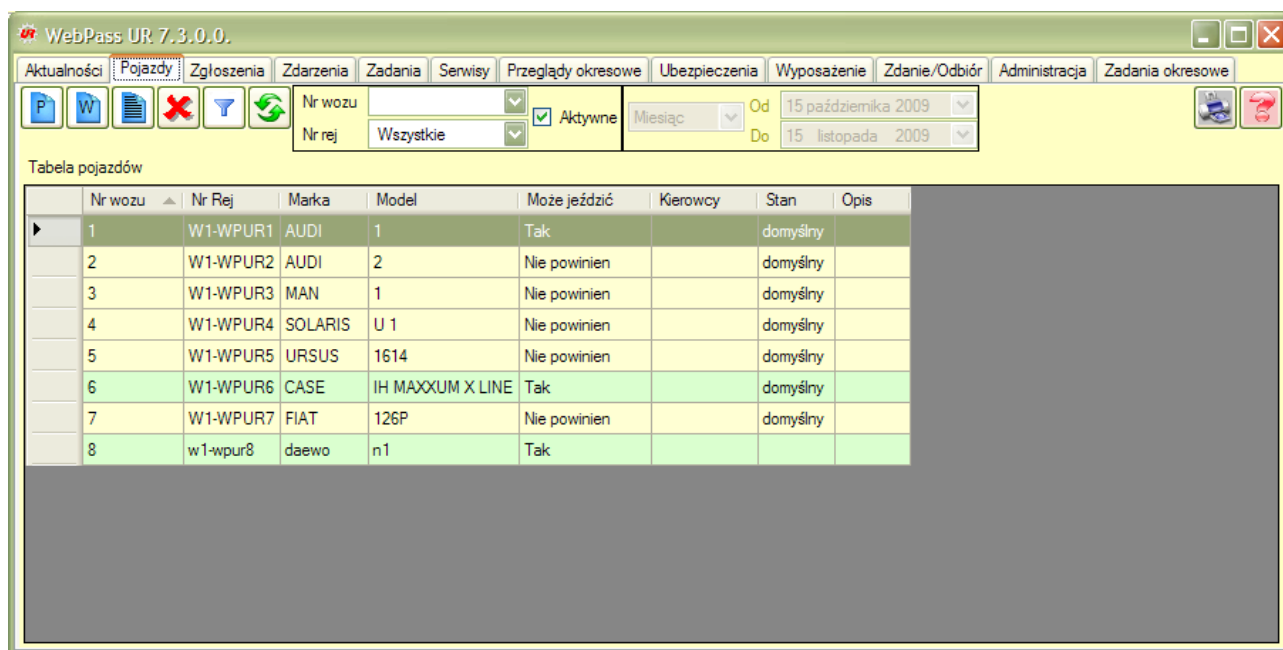 UR WebPass UR 7.3.0.0.
Aktualności Pojazdy Zgłoszenia Zdarzenia Zadania Serwisy Przeglądy okresowe Ubezpieczenia Wyposażenie Zdanie/Odbiór Administracja Zadania okresowe
P W Nr wozu Aktywne Miesiąc Od 15 października 2009
Nr rej Wszystkie Do 15 listopada 2009
Tabela pojazdów
Nr wozu Nr Rej Marka Model Może jeździć Kierowcy Stan Opis
1 W1-WPUR1 AUDI 1 Tak domyślny
2 W1-WPUR2 AUDI 2 Nie powinien domyślny
3 W1-WPUR3 MAN 1 Nie powinien domyślny
4 W1-WPUR4 SOLARIS U 1 Nie powinien domyślny
5 W1-WPUR5 URSUS 1614 Nie powinien domyślny
6 W1-WPUR6 CASE IH MAXXUM X LINE Tak domyślny
7 W1-WPUR7 FIAT 126P Nie powinien domyślny
8 w1-wpur8 daewo n1 Tak